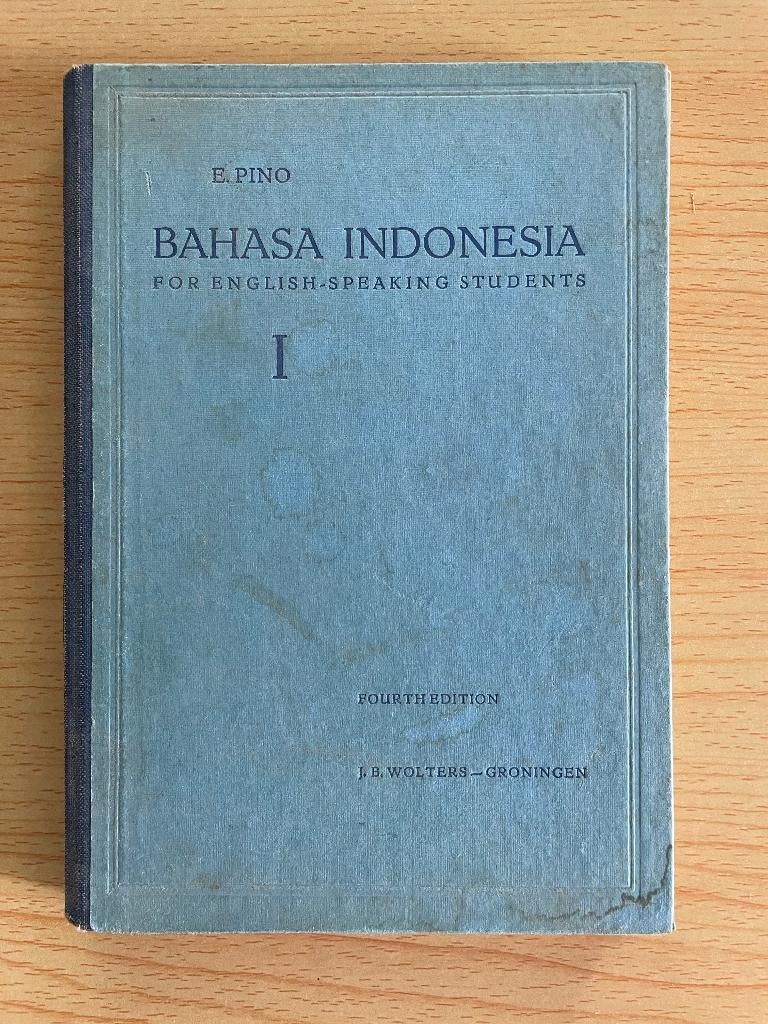 E. PINO
BAHASA INDONESIA
FOR ENGLISH-SPEAKING STUDENTS
I
FOURTH EDITION
J. B. WOLTERS – GRONINGEN